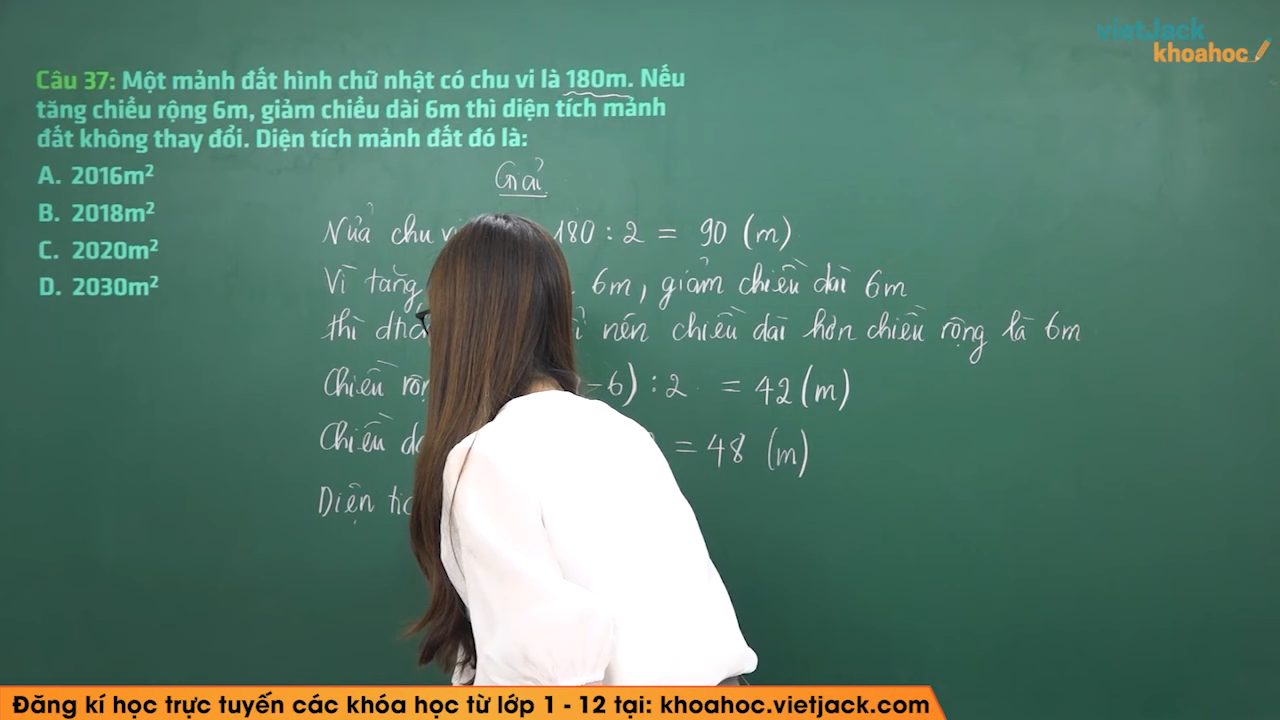 vietJack
khoahoc
Câu 37: Một mảnh đất hình chữ nhật có chu vi là 180m. Nếu
tăng chiều rộng 6m, giảm chiều dài 6m thì diện tích mảnh
đất không thay đổi. Diện tích mảnh đất đó là:
A. 2016m²
B. 2018m²
C. 2020m²
D. 2030m²
Giải
Nửa chu 180 : 2 = 90 (m)
Vì tăng 6m, giảm chiều dài 6m
thì nên chiều dài hơn chiều rộng là 6m
Chiều -6) : 2 = 42 (m)
Chiều = 48 (m)
Diện
Đăng kí học trực tuyến các khóa học từ lớp 1 - 12 tại: khoahoc.vietjack.com